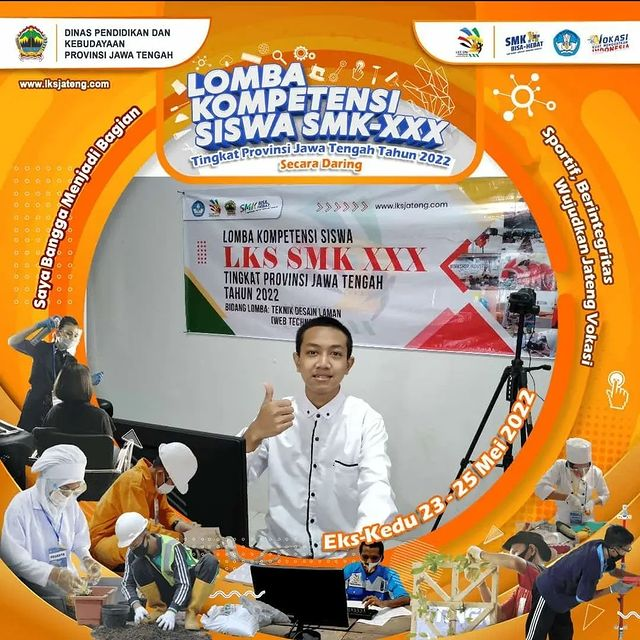 DINAS PENDIDIKAN DAN
KEBUDAYAAN
PROVINSI JAWA TENGAH
SMK
BISA-HEBAT
www.lksjateng.com
LOMBA
KOMPETENSI
SISWA SMK-XXX
Tingkat Provinsi Jawa Tengah Tahun 2022
Secara Daring
Saya Bangga Menjadi Bagian
Sportif, Berintegritas
Wujudkan Jateng Vokasi
www.lksjateng.com
LOMBA KOMPETENSI SISWA
LKS SMK XXX
TINGKAT PROVINSI JAWA TENGAH
TAHUN 2022
BIDANG LOMBA: TEKNIK DESAIN LAMAN
Eks-Kedu 23 - 25 Mei 2022